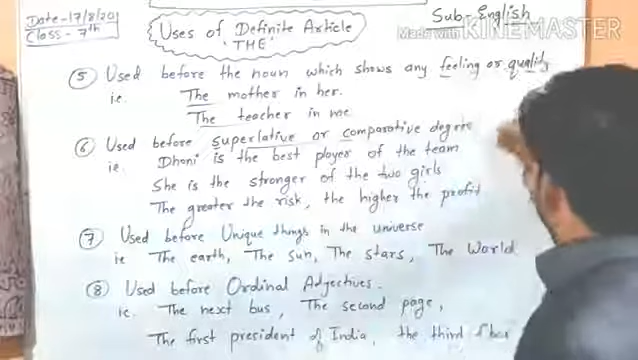 Date-17/8/20
Class - 7th
Uses of Definite Article
'THE'
Sub- English
Made with KINEMASTER
⑤ Used before the noun which shows any feeling or quality
i.e. The mother in her.
The teacher in me
⑥ Used before superlative or comparative degree
ie. Dhoni is the best player of the team
She is the stronger of the two girls
The greater the risk, the higher the profit
⑦ Used before Unique things in the universe
ie The earth, The sun, The stars, The World
⑧ Used before Ordinal Adjectives.
ie. The next bus, The second page,
The first president of India, the third